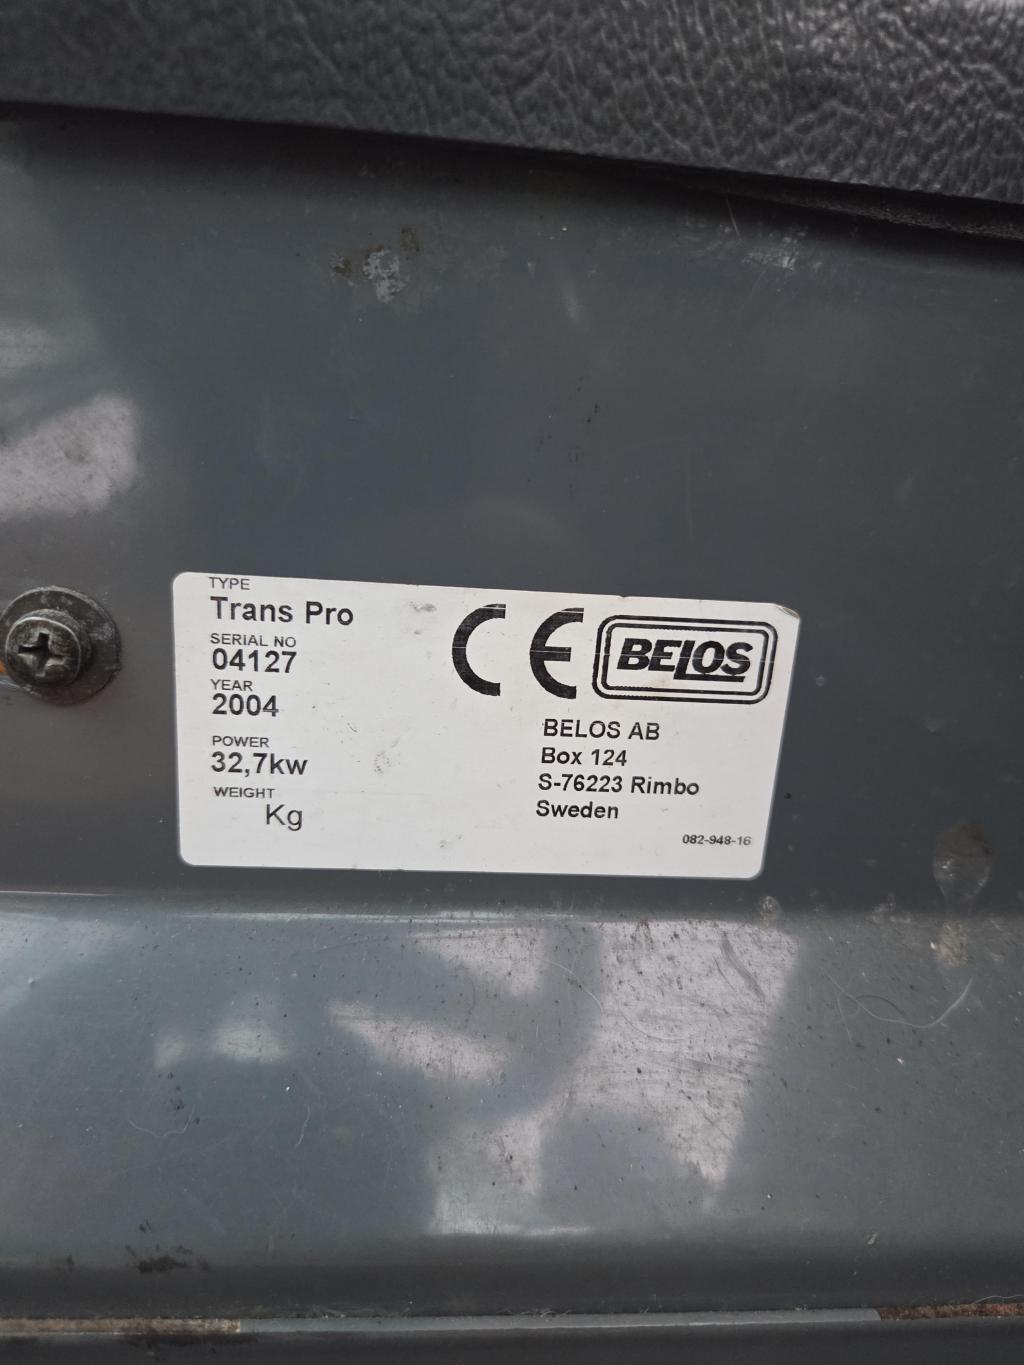 TYPE
Trans Pro
SERIAL NO
04127
YEAR
2004
POWER
32,7kw
WEIGHT
Kg
CE
BELOS
BELOS AB
Box 124
S-76223 Rimbo
Sweden
082-948-16